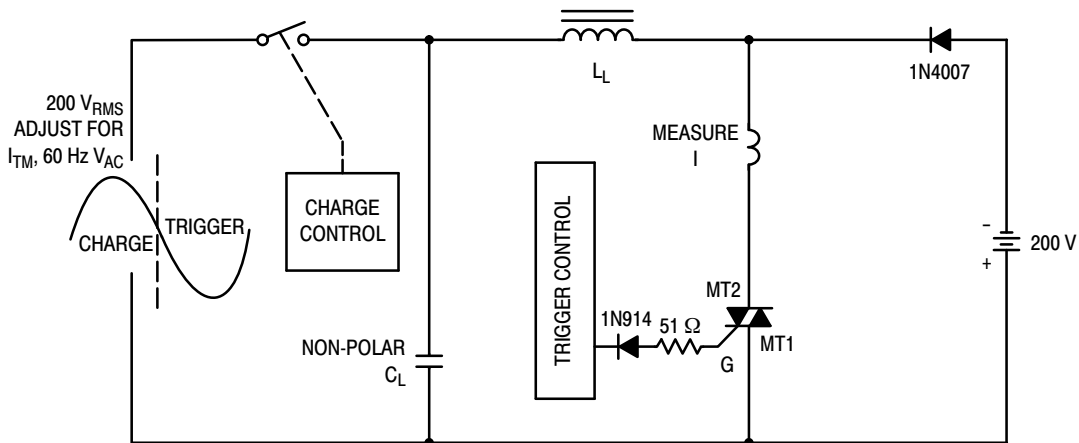 200 V_RMS
ADJUST FOR
I_TM, 60 Hz V_AC
CHARGE
TRIGGER
CHARGE
CONTROL
NON-POLAR
C_L
L_L
TRIGGER CONTROL
MEASURE
I
1N914
51 Ω
MT2
MT1
G
1N4007
-
+
200 V